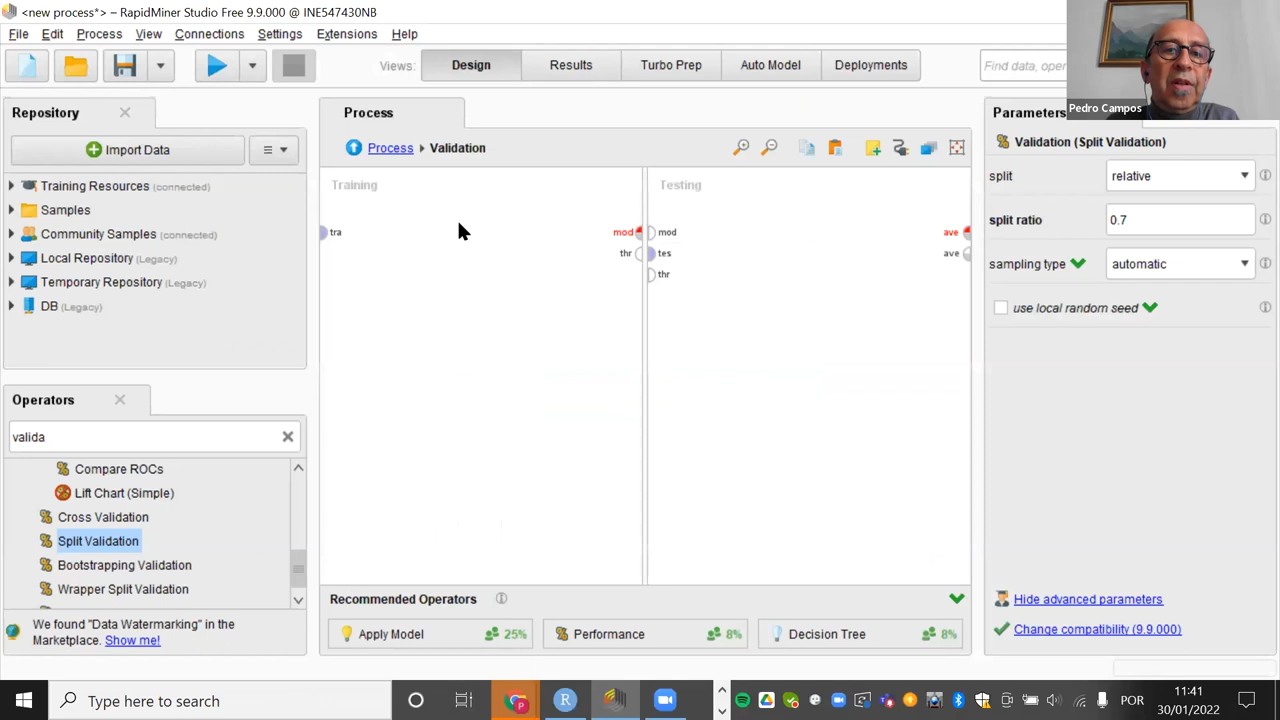 <new process*> – RapidMiner Studio Free 9.9.000 @ INE547430NB
File Edit Process View Connections Settings Extensions Help
Views: Design Results Turbo Prep Auto Model Deployments
Find data, oper
Pedro Campos
Repository
Import Data
Training Resources (connected)
Samples
Community Samples (connected)
Local Repository (Legacy)
Temporary Repository (Legacy)
DB (Legacy)
Operators
valida
Compare ROCs
Lift Chart (Simple)
Cross Validation
Split Validation
Bootstrapping Validation
Wrapper Split Validation
We found "Data Watermarking" in the
Marketplace. Show me!
Process
Process Validation
Training
tra
mod
thr
Testing
mod
tes
thr
ave
ave
Recommended Operators
Apply Model 25%
Performance 8%
Decision Tree 8%
Parameters
Validation (Split Validation)
split relative
split ratio 0.7
sampling type automatic
use local random seed
Hide advanced parameters
Change compatibility (9.9.000)
Type here to search
POR
11:41
30/01/2022